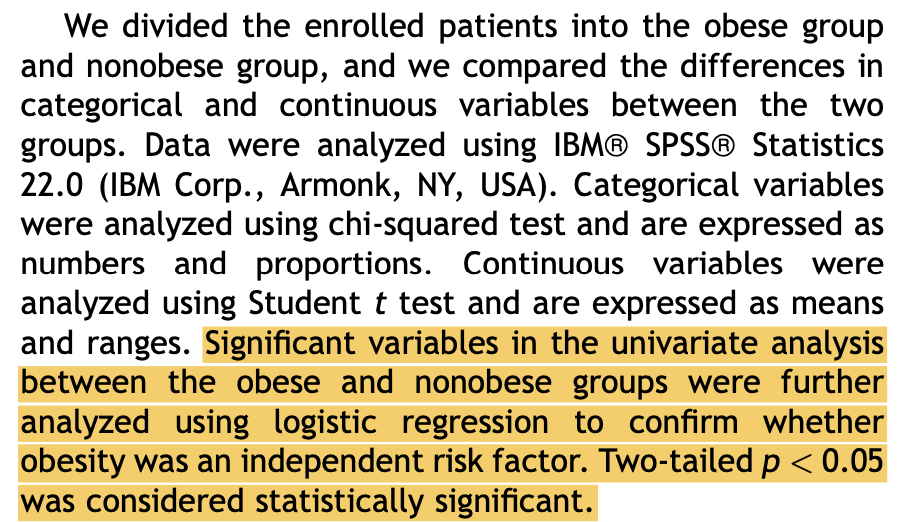 We divided the enrolled patients into the obese group
and nonobese group, and we compared the differences in
categorical and continuous variables between the two
groups. Data were analyzed using IBM® SPSS® Statistics
22.0 (IBM Corp., Armonk, NY, USA). Categorical variables
were analyzed using chi-squared test and are expressed as
numbers and proportions. Continuous variables were
analyzed using Student t test and are expressed as means
and ranges. Significant variables in the univariate analysis
between the obese and nonobese groups were further
analyzed using logistic regression to confirm whether
obesity was an independent risk factor. Two-tailed p < 0.05
was considered statistically significant.